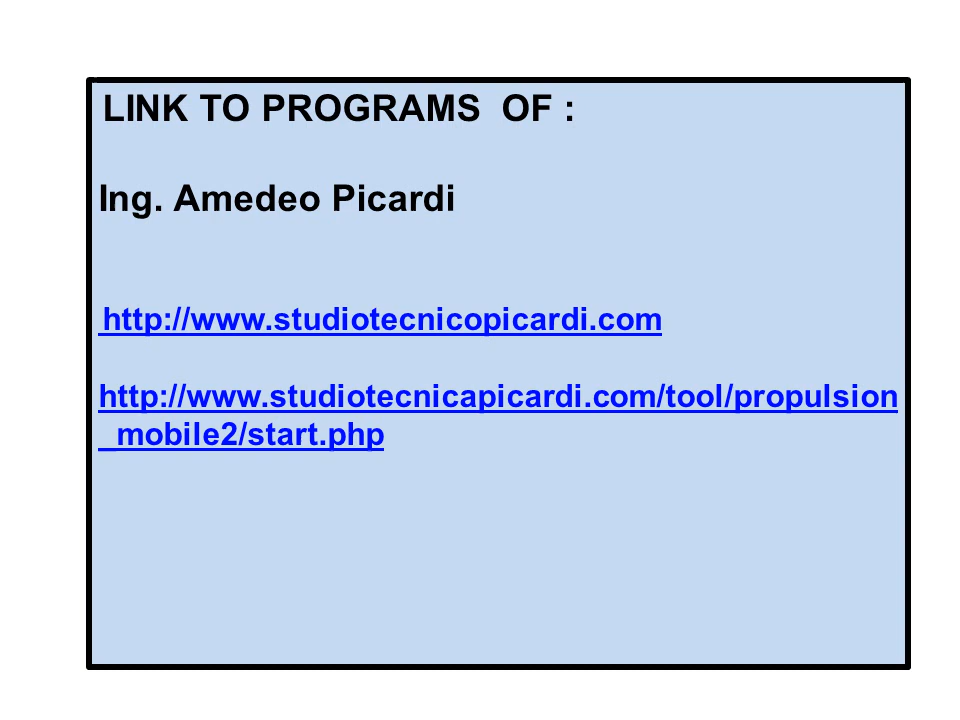 LINK TO PROGRAMS  OF :
Ing. Amedeo Picardi
http://www.studiotecnicopicardi.com
http://www.studiotecnicapicardi.com/tool/propulsion
_mobile2/start.php